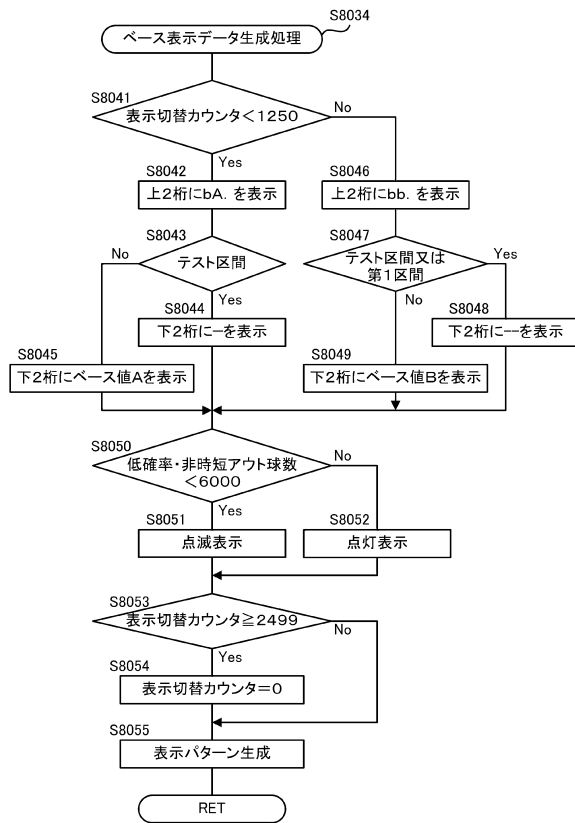 S8034
ベース表示データ生成処理
S8041
表示切替カウンタ<1250
No
Yes
S8042
上2桁にbA. を表示
S8046
上2桁にbb. を表示
S8043
テスト区間
No
Yes
S8047
テスト区間又は
第1区間
Yes
No
S8044
下2桁に-を表示
S8048
下2桁に--を表示
S8045
下2桁にベース値Aを表示
S8049
下2桁にベース値Bを表示
S8050
低確率・非時短アウト球数
<6000
No
Yes
S8051
点滅表示
S8052
点灯表示
S8053
表示切替カウンタ≧2499
No
Yes
S8054
表示切替カウンタ=0
S8055
表示パターン生成
RET